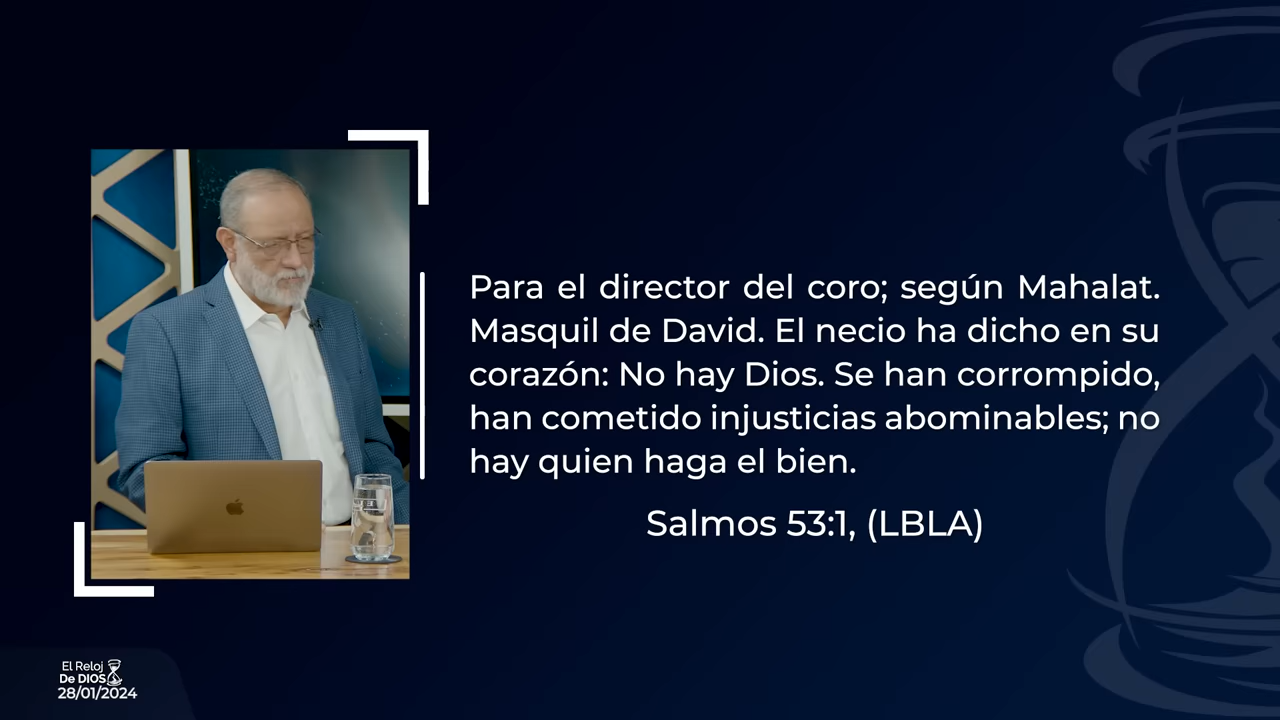 Para el director del coro; según Mahalat.
Masquil de David. El necio ha dicho en su
corazón: No hay Dios. Se han corrompido,
han cometido injusticias abominables; no
hay quien haga el bien.
Salmos 53:1, (LBLA)
El Reloj
De DIOS
28/01/2024